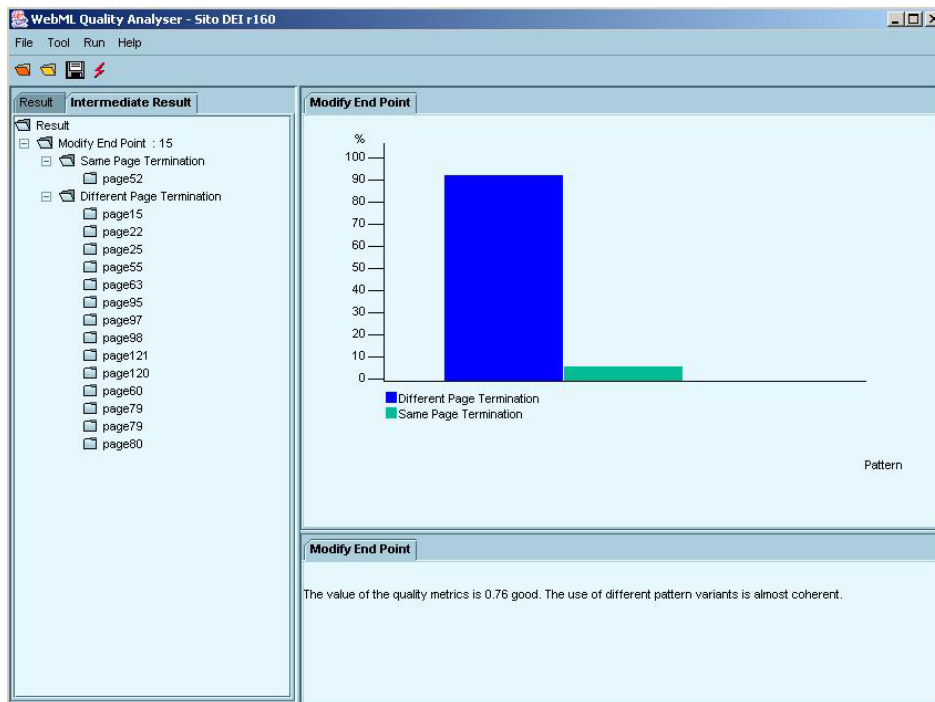 WebML Quality Analyser - Sito DEI r160
File Tool Run Help
Result Intermediate Result
Result
Modify End Point : 15
Same Page Termination
page52
Different Page Termination
page15
page22
page25
page55
page63
page95
page97
page98
page121
page120
page60
page79
page79
page80
Modify End Point
%
100
90
80
70
60
50
40
30
20
10
0
Different Page Termination
Same Page Termination
Pattern
Modify End Point
The value of the quality metrics is 0.76 good. The use of different pattern variants is almost coherent.